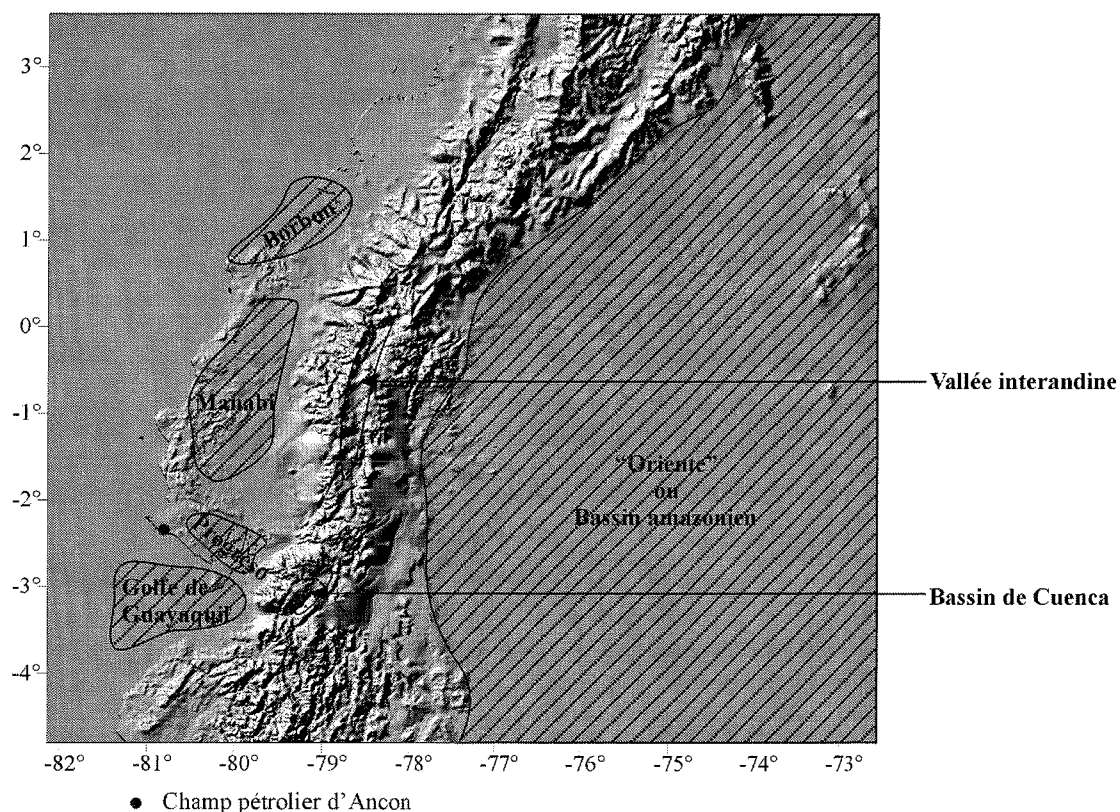 3°
2°
1°
0°
-1°
-2°
-3°
-4°
Borbon
Manabi
Progreso
Golfe de
Guayaquil
"Oriente"
ou
Bassin amazonien
Vallée interandine
Bassin de Cuenca
-82° -81° -80° -79° -78° -77° -76° -75° -74° -73°
● Champ pétrolier d'Ancon